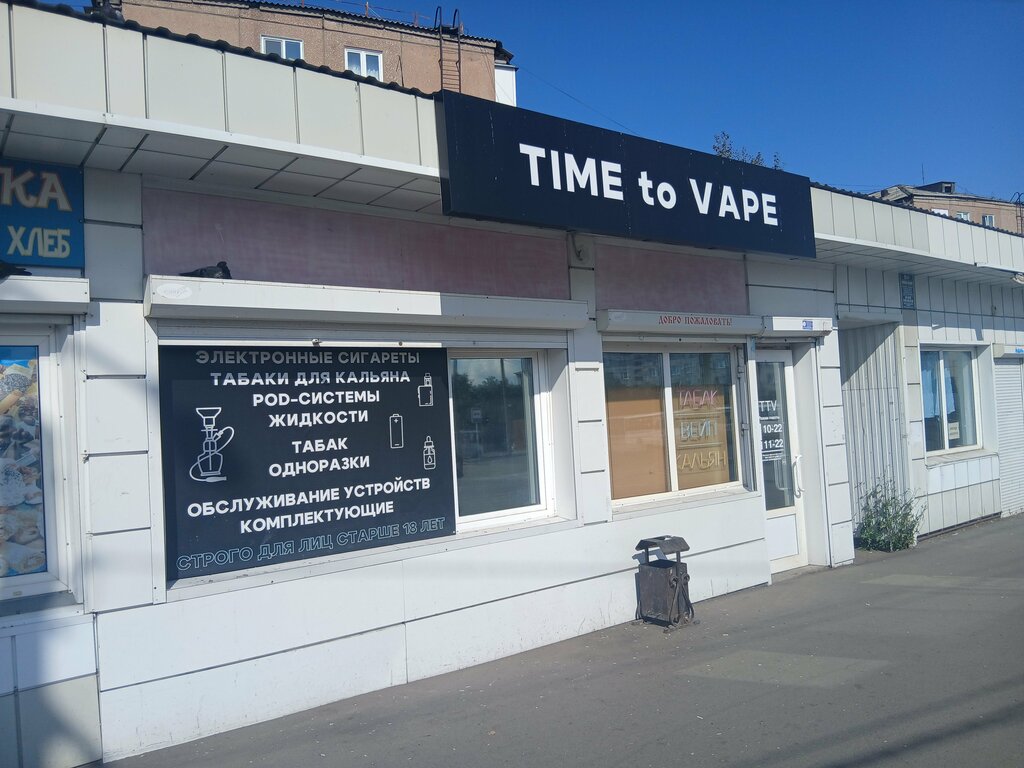 КА
ХЛЕБ
TIME to VAPE
ЭЛЕКТРОННЫЕ СИГАРЕТЫ
ТАБАКИ ДЛЯ КАЛЬЯНА
POD-СИСТЕМЫ
ЖИДКОСТИ
ТАБАК
ОДНОРАЗКИ
ОБСЛУЖИВАНИЕ УСТРОЙСТВ
КОМПЛЕКТУЮЩИЕ
СТРОГО ДЛЯ ЛИЦ СТАРШЕ 18 ЛЕТ
ДОБРО ПОЖАЛОВАТЬ!
ТАБАК
ВЕЙП
КАЛЬЯН
TTV
10-22
11-22